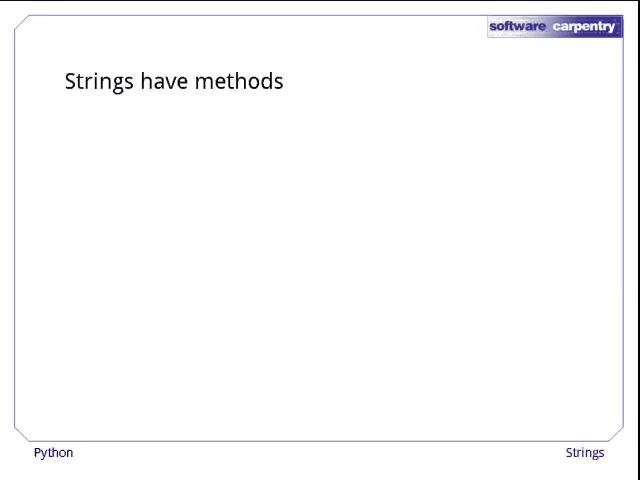 software carpentry
Strings have methods
Python
Strings